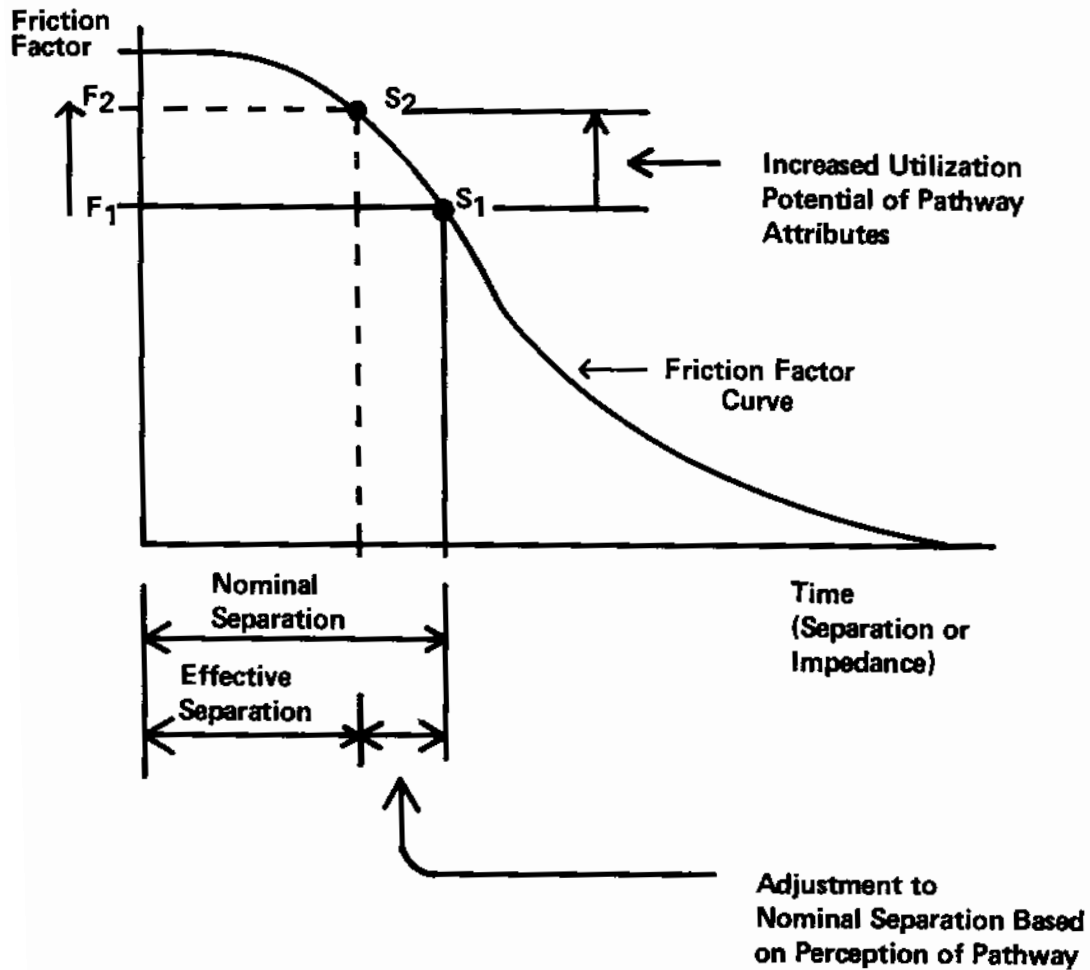 Friction
Factor
F2
S2
F1
S1
Increased Utilization
Potential of Pathway
Attributes
Friction Factor
Curve
Nominal
Separation
Time
(Separation or
Impedance)
Effective
Separation
Adjustment to
Nominal Separation Based
on Perception of Pathway